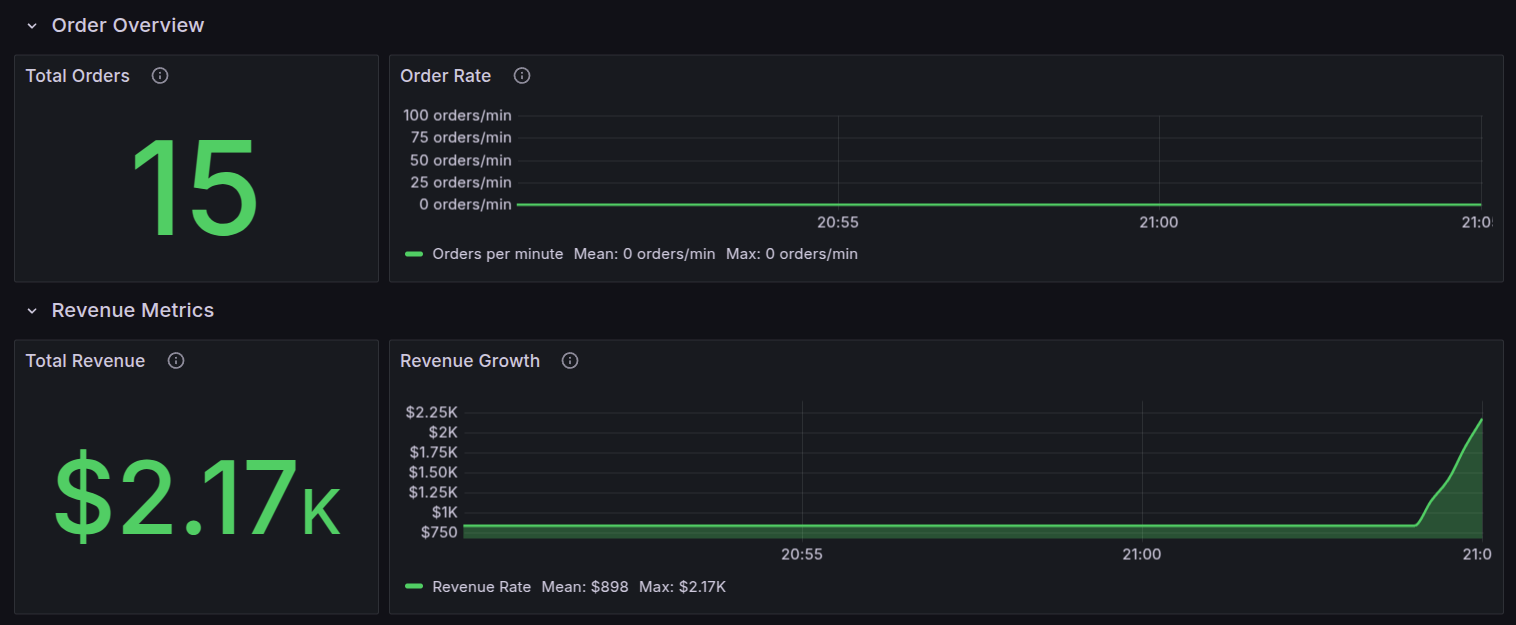 Order Overview
Total Orders
15
Order Rate
100 orders/min
75 orders/min
50 orders/min
25 orders/min
0 orders/min
20:55
21:00
21:0
Orders per minute Mean: 0 orders/min Max: 0 orders/min
Revenue Metrics
Total Revenue
$2.17K
Revenue Growth
$2.25K
$2K
$1.75K
$1.50K
$1.25K
$1K
$750
20:55
21:00
21:0
Revenue Rate Mean: $898 Max: $2.17K